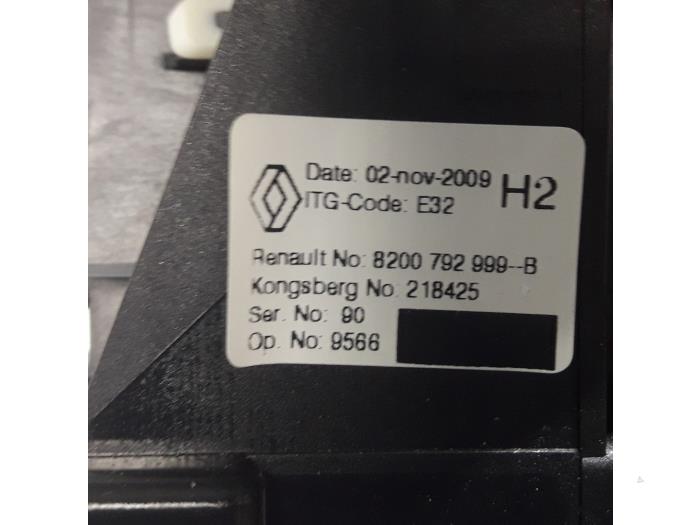 Date: 02-nov-2009 H2
ITG-Code: E32
Renault No: 8200 792 999--B
Kongsberg No: 218425
Ser. No: 90
Op. No: 9566